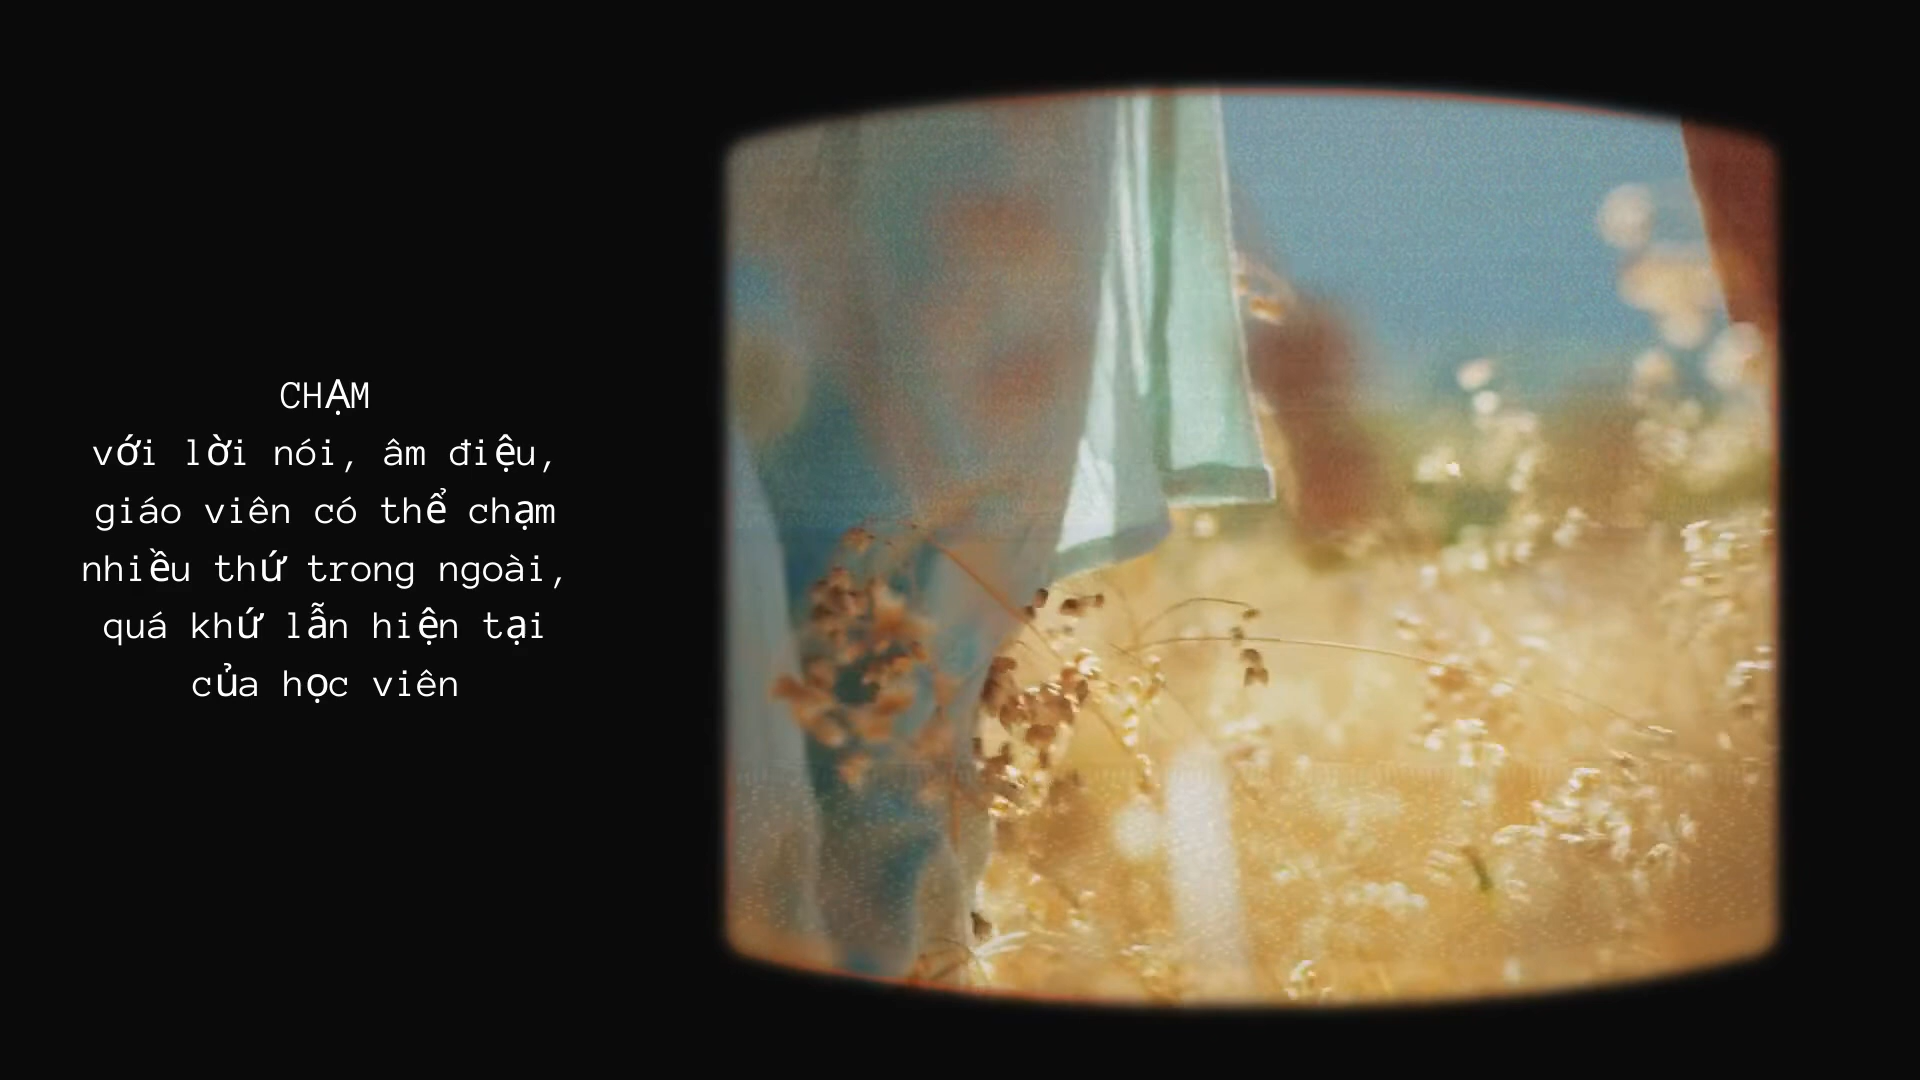 CHẠM
với lời nói, âm điệu,
giáo viên có thể chạm
nhiều thứ trong ngoài,
quá khứ lẫn hiện tại
của học viên